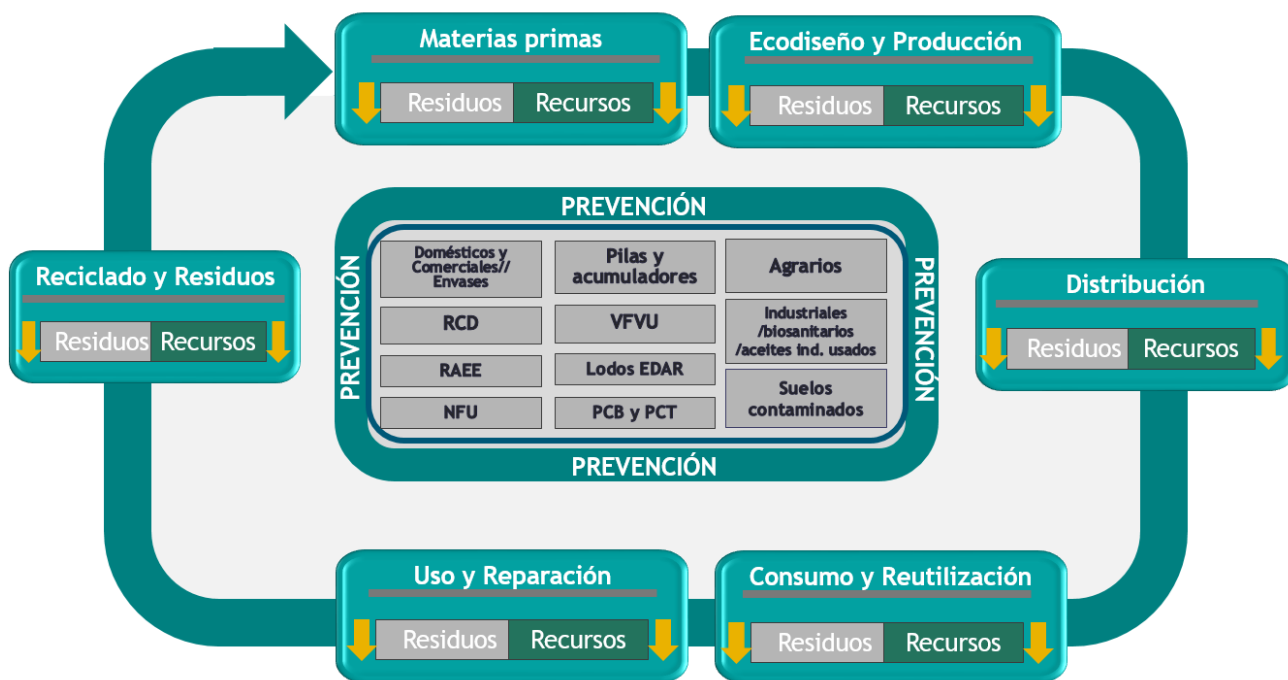 Materias primas
Residuos Recursos
Ecodiseño y Producción
Residuos Recursos
Distribución
Residuos Recursos
Consumo y Reutilización
Residuos Recursos
Uso y Reparación
Residuos Recursos
Reciclado y Residuos
Residuos Recursos
PREVENCIÓN
PREVENCIÓN
PREVENCIÓN
PREVENCIÓN
Domésticos y
Comerciales//
Envases
RCD
RAEE
NFU
Pilas y
acumuladores
VFVU
Lodos EDAR
PCB y PCT
Agrarios
Industriales
/biosanitarios
/aceites ind. usados
Suelos
contaminados